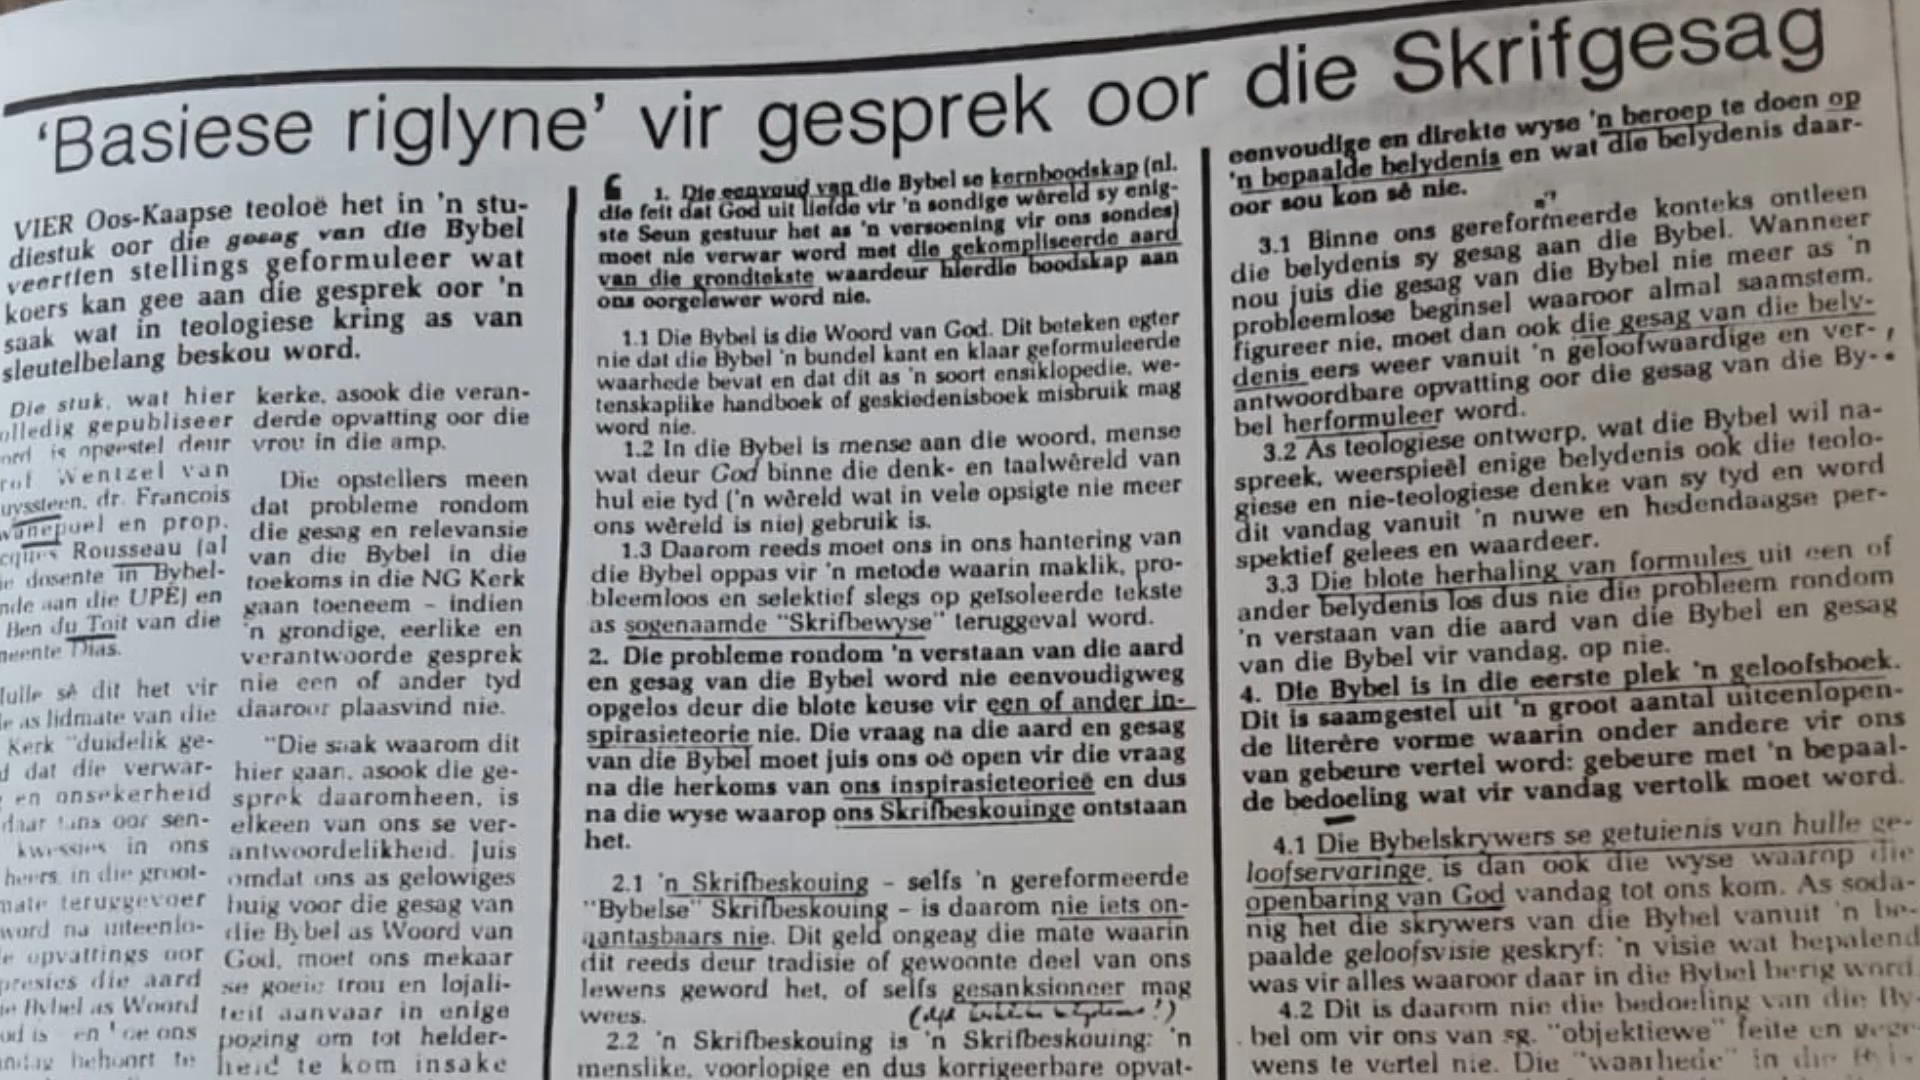 ‘Basiese riglyne’ vir gesprek oor die Skrifgesag
VIER Oos-Kaapse teoloë het in 'n stu-
diestuk oor die gesag van die Bybel
veertien stellings geformuleer wat
koers kan gee aan die gesprek oor 'n
saak wat in teologiese kring as van
sleutelbelang beskou word.
Die stuk, wat hier
gepubliseer
is opgestel deur
Wentzel van
dr. Francois
en prop.
Rousseau (al
dosente in Bybel-
aan die UPE) en
Ben du Toit van die
Dias.
sê dit het vir
as lidmate van die
Kerk "duidelik ge-
dat die verwar-
en onsekerheid
oor sen-
kwessies in ons
in die groot-
mate teruggevoer
word na uiteenlo-
opvattings oor
presies die aard
Bybel as Woord
is en ons
behoort te
kerke, asook die veran-
derde opvatting oor die
vrou in die amp.
Die opstellers meen
dat probleme rondom
die gesag en relevansie
van die Bybel in die
toekoms in die NG Kerk
gaan toeneem – indien
'n grondige, eerlike en
verantwoorde gesprek
nie een of ander tyd
daaroor plaasvind nie.
"Die saak waarom dit
hier gaan, asook die ge-
sprek daaromheen, is
elkeen van ons se ver-
antwoordelikheid, juis
omdat ons as gelowiges
buig voor die gesag van
die Bybel as Woord van
God, moet ons mekaar
se goeie trou en lojali-
teit aanvaar in enige
poging om tot helder-
heid te kom insake
1. Die eenvoud van die Bybel se kernboodskap (nl.
die feit dat God uit liefde vir 'n sondige wêreld sy enig-
ste Seun gestuur het as 'n versoening vir ons sondes)
moet nie verwar word met die gekompliseerde aard
van die grondtekste waardeur hierdie boodskap aan
ons oorgelewer word nie.
1.1 Die Bybel is die Woord van God. Dit beteken egter
nie dat die Bybel 'n bundel kant en klaar geformuleerde
waarhede bevat en dat dit as 'n soort ensiklopedie, we-
tenskaplike handboek of geskiedenisboek misbruik mag
word nie.
1.2 In die Bybel is mense aan die woord, mense
wat deur God binne die denk- en taalwêreld van
hul eie tyd ('n wêreld wat in vele opsigte nie meer
ons wêreld is nie) gebruik is.
1.3 Daarom reeds moet ons in ons hantering van
die Bybel oppas vir 'n metode waarin maklik, pro-
bleemloos en selektief slegs op geïsoleerde tekste
as sogenaamde "Skrifbewyse" teruggeval word.
2. Die probleme rondom 'n verstaan van die aard
en gesag van die Bybel word nie eenvoudigweg
opgelos deur die blote keuse vir een of ander in-
spirasieteorie nie. Die vraag na die aard en gesag
van die Bybel moet juis ons oë open vir die vraag
na die herkoms van ons inspirasieteorieë en dus
na die wyse waarop ons Skrifbeskouinge ontstaan
het.
2.1 'n Skrifbeskouing – selfs 'n gereformeerde
"Bybelse" Skrifbeskouing – is daarom nie iets on-
aantasbaars nie. Dit geld ongeag die mate waarin
dit reeds deur tradisie of gewoonte deel van ons
lewens geword het, of selfs gesanksioneer mag
wees.
2.2 'n Skrifbeskouing is 'n Skrifbeskouing: 'n
menslike, voorlopige en dus korrigeerbare opvat-
eenvoudige en direkte wyse 'n beroep te doen op
'n bepaalde belydenis en wat die belydenis daar-
oor sou kon sê nie.
3.1 Binne ons gereformeerde konteks ontleen
die belydenis sy gesag aan die Bybel. Wanneer
nou juis die gesag van die Bybel nie meer as 'n
probleemlose beginsel waaroor almal saamstem,
figureer nie, moet dan ook die gesag van die bely-
denis eers weer vanuit 'n geloofwaardige en ver-
antwoordbare opvatting oor die gesag van die By-
bel herformuleer word.
3.2 As teologiese ontwerp, wat die Bybel wil na-
spreek, weerspieël enige belydenis ook die teolo-
giese en nie-teologiese denke van sy tyd en word
dit vandag vanuit 'n nuwe en hedendaagse per-
spektief gelees en waardeer.
3.3 Die blote herhaling van formules uit een of
ander belydenis los dus nie die probleem rondom
'n verstaan van die aard van die Bybel en gesag
van die Bybel vir vandag, op nie.
4. Die Bybel is in die eerste plek 'n geloofsboek.
Dit is saamgestel uit 'n groot aantal uiteenlopen-
de literêre vorme waarin onder andere vir ons
van gebeure vertel word: gebeure met 'n bepaal-
de bedoeling wat vir vandag vertolk moet word.
4.1 Die Bybelskrywers se getuienis van hulle ge-
loofservaringe, is dan ook die wyse waarop die
openbaring van God vandag tot ons kom. As soda-
nig het die skrywers van die Bybel vanuit 'n be-
paalde geloofsvisie geskryf: 'n visie wat bepalend
was vir alles waaroor daar in die Bybel berig word.
4.2 Dit is daarom nie die bedoeling van die By-
bel om vir ons van sg. "objektiewe" feite en gege-
wens te vertel nie. Die "waarhede" in die